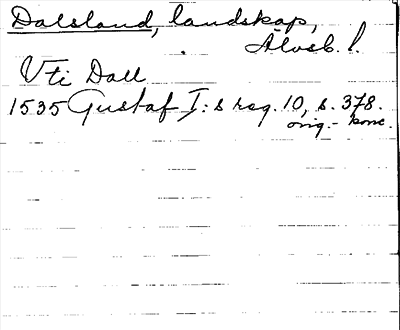 Dalsland, landskap,
Älvsb. l.
Vti Dall
1535 Gustaf I:s reg. 10, s. 378.
orig.-konc.